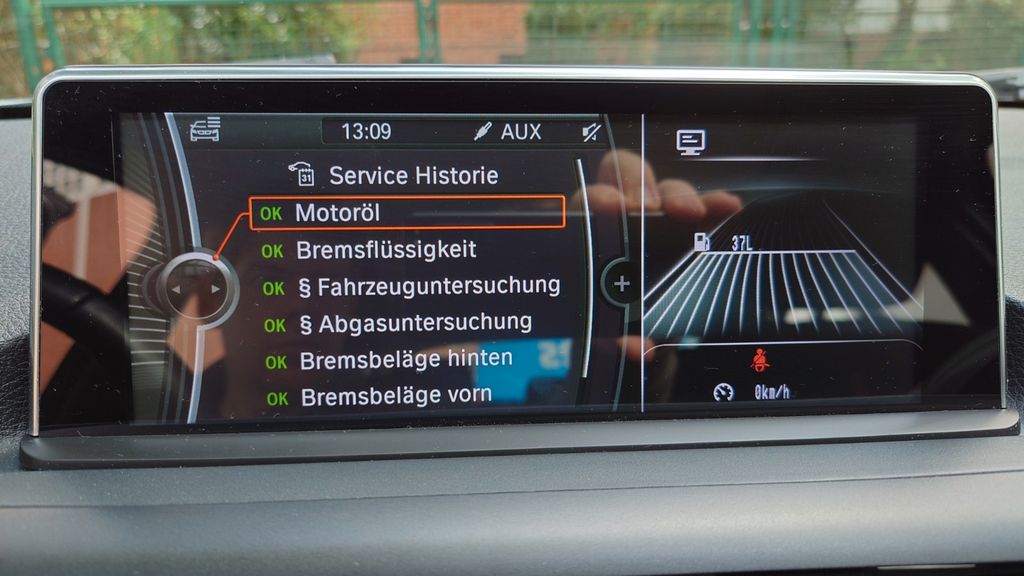 13:09
AUX
31
Service Historie
OK Motoröl
OK Bremsflüssigkeit
OK § Fahrzeuguntersuchung
OK § Abgasuntersuchung
OK Bremsbeläge hinten
OK Bremsbeläge vorn
+
37L
0km/h